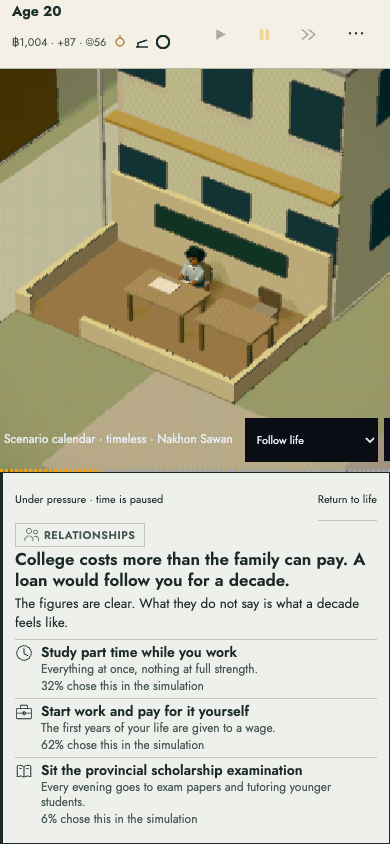 Age 20
฿1,004 · +87 · ◎56
Scenario calendar · timeless · Nakhon Sawan
Follow life
Under pressure · time is paused
Return to life
RELATIONSHIPS
College costs more than the family can pay. A
loan would follow you for a decade.
The figures are clear. What they do not say is what a decade
feels like.
Study part time while you work
Everything at once, nothing at full strength.
32% chose this in the simulation
Start work and pay for it yourself
The first years of your life are given to a wage.
62% chose this in the simulation
Sit the provincial scholarship examination
Every evening goes to exam papers and tutoring younger
students.
6% chose this in the simulation